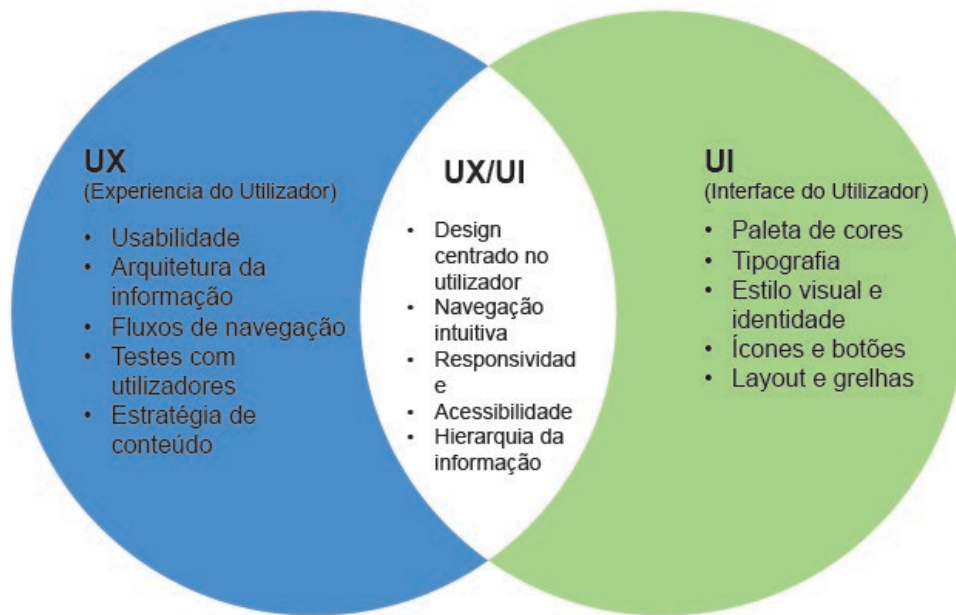 UX
(Experiencia do Utilizador)
• Usabilidade
• Arquitetura da
informação
• Fluxos de navegação
• Testes com
utilizadores
• Estratégia de
conteúdo
UX/UI
• Design
centrado no
utilizador
• Navegação
intuitiva
• Responsividad
e
• Acessibilidade
• Hierarquia da
informação
UI
(Interface do Utilizador)
• Paleta de cores
• Tipografia
• Estilo visual e
identidade
• Ícones e botões
• Layout e grelhas